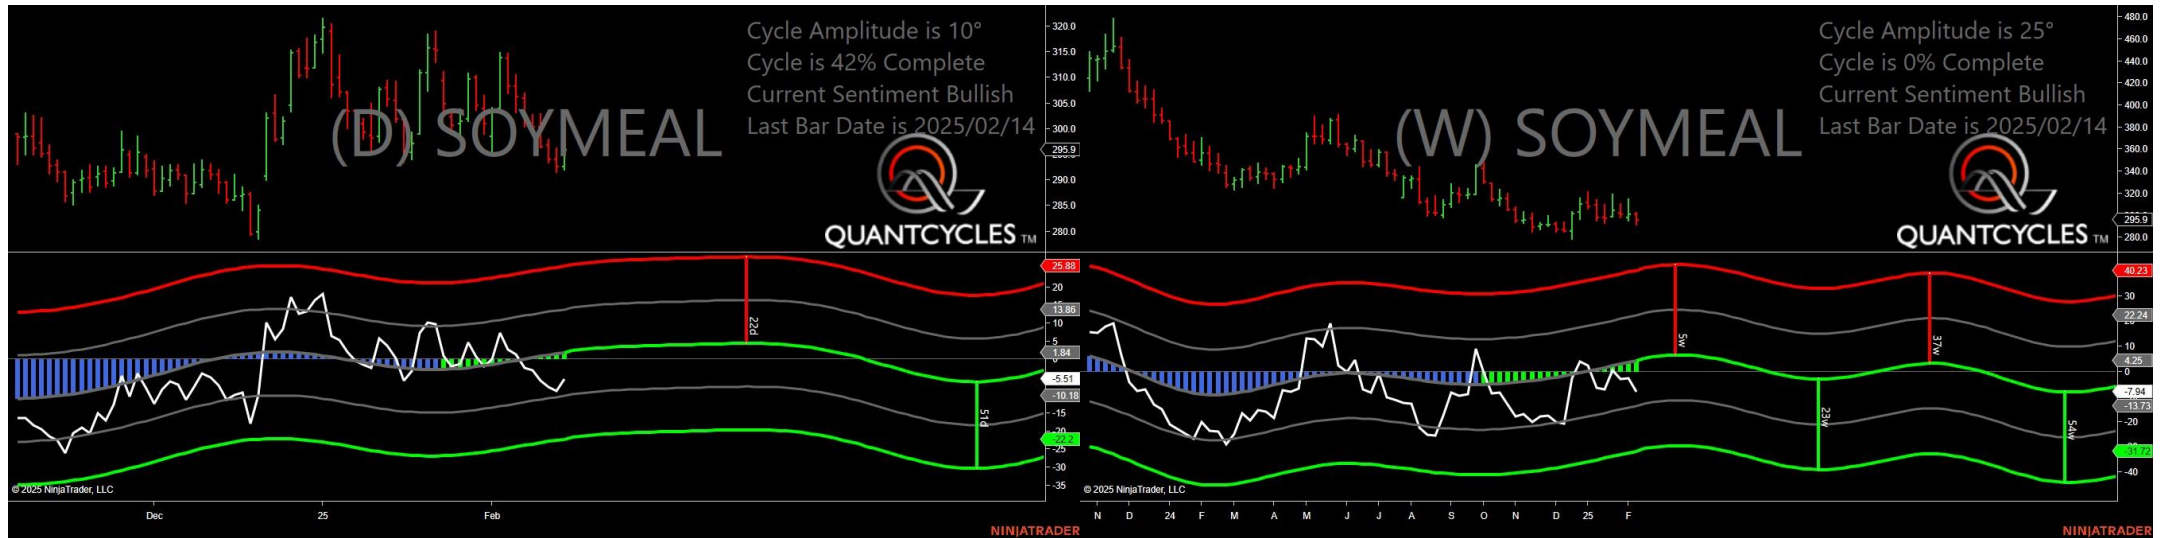 Cycle Amplitude is 10°
Cycle is 42% Complete
Current Sentiment Bullish
Last Bar Date is 2025/02/14
(D) SOYMEAL
QUANTCYCLES TM
320.0
315.0
310.0
305.0
300.0
295.9
290.0
285.0
280.0
25.88
20
13.86
10
5
1.84
0
-5.51
-10.18
-15
-20
-22.2
-25
-30
-35
22d
51d
© 2025 NinjaTrader, LLC
Dec
25
Feb
NINJATRADER
Cycle Amplitude is 25°
Cycle is 0% Complete
Current Sentiment Bullish
Last Bar Date is 2025/02/14
(W) SOYMEAL
QUANTCYCLES TM
480.0
460.0
440.0
420.0
400.0
380.0
360.0
340.0
320.0
295.9
280.0
40.23
30
22.24
10
4.25
0
-7.94
-13.73
-20
-31.72
-40
5w
37w
23w
54w
© 2025 NinjaTrader, LLC
N D 24 F M A M J J A S O N D 25 F
NINJATRADER